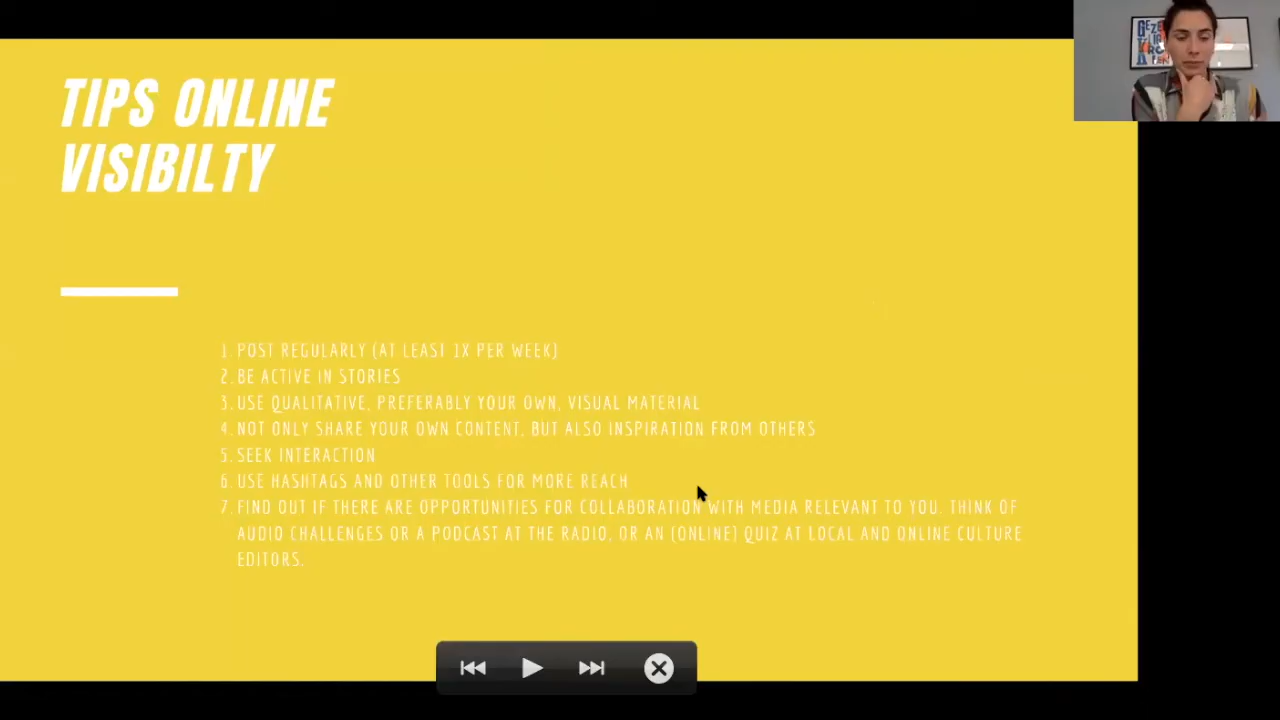 TIPS ONLINE
VISIBILTY
1. POST REGULARLY (AT LEAST 1X PER WEEK)
2. BE ACTIVE IN STORIES
3. USE QUALITATIVE, PREFERABLY YOUR OWN, VISUAL MATERIAL
4. NOT ONLY SHARE YOUR OWN CONTENT, BUT ALSO INSPIRATION FROM OTHERS
5. SEEK INTERACTION
6. USE HASHTAGS AND OTHER TOOLS FOR MORE REACH
7. FIND OUT IF THERE ARE OPPORTUNITIES FOR COLLABORATION WITH MEDIA RELEVANT TO YOU. THINK OF
AUDIO CHALLENGES OR A PODCAST AT THE RADIO, OR AN (ONLINE) QUIZ AT LOCAL AND ONLINE CULTURE
EDITORS.